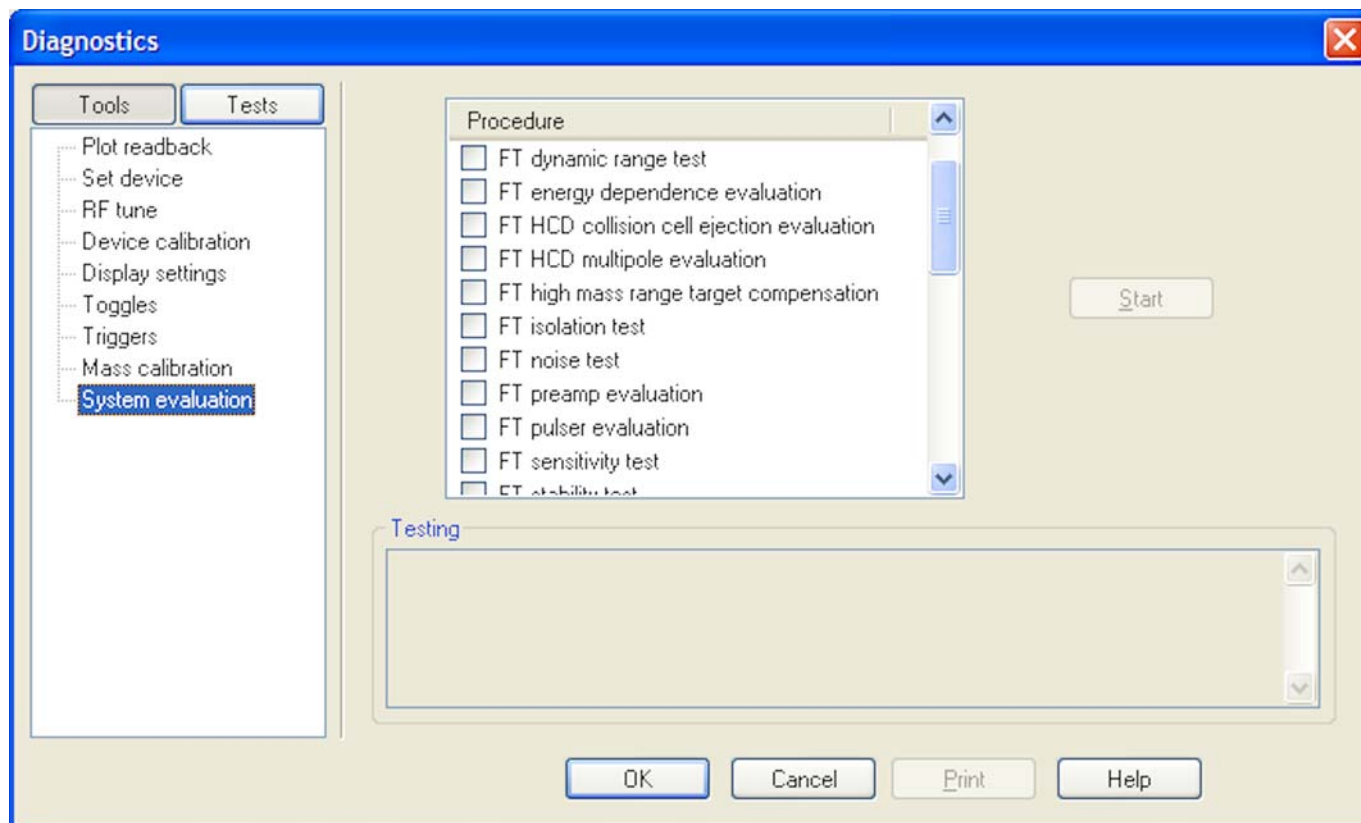 Diagnostics
Tools
Tests
Plot readback
Set device
RF tune
Device calibration
Display settings
Toggles
Triggers
Mass calibration
System evaluation
Procedure
FT dynamic range test
FT energy dependence evaluation
FT HCD collision cell ejection evaluation
FT HCD multipole evaluation
FT high mass range target compensation
FT isolation test
FT noise test
FT preamp evaluation
FT pulser evaluation
FT sensitivity test
FT stability test
Start
Testing
OK
Cancel
Print
Help